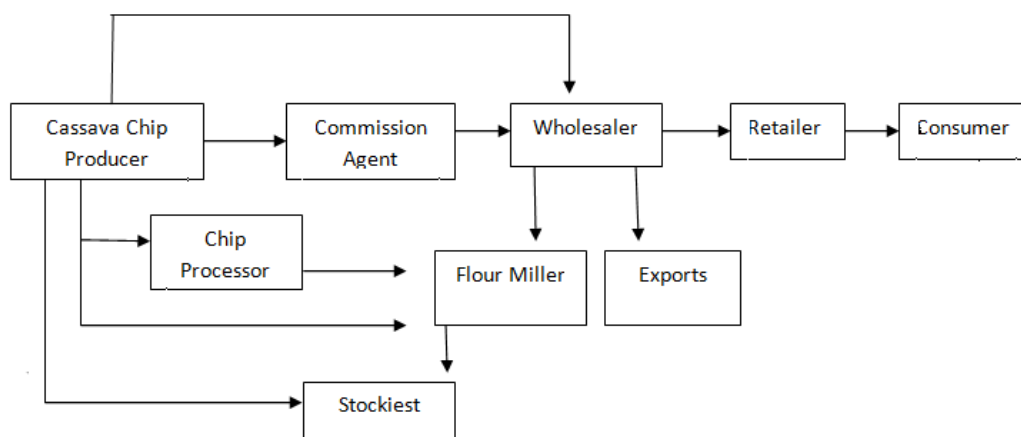 Cassava Chip
Producer
Commission
Agent
Wholesaler
Retailer
Consumer
Chip
Processor
Flour Miller
Exports
Stockiest